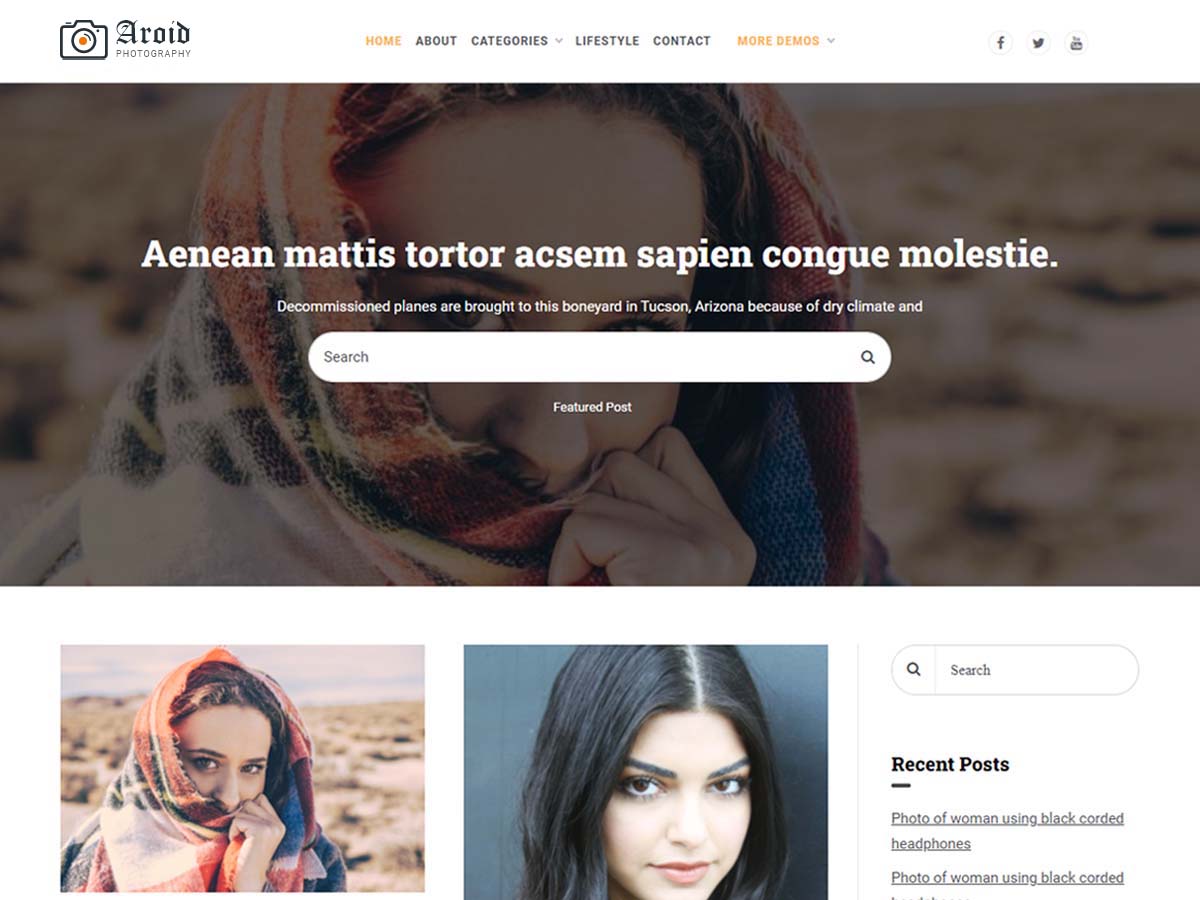 Aroid
PHOTOGRAPHY
HOME ABOUT CATEGORIES LIFESTYLE CONTACT MORE DEMOS
Aenean mattis tortor acsem sapien congue molestie.
Decommissioned planes are brought to this boneyard in Tucson, Arizona because of dry climate and
Search
Featured Post
Search
Recent Posts
Photo of woman using black corded
headphones
Photo of woman using black corded